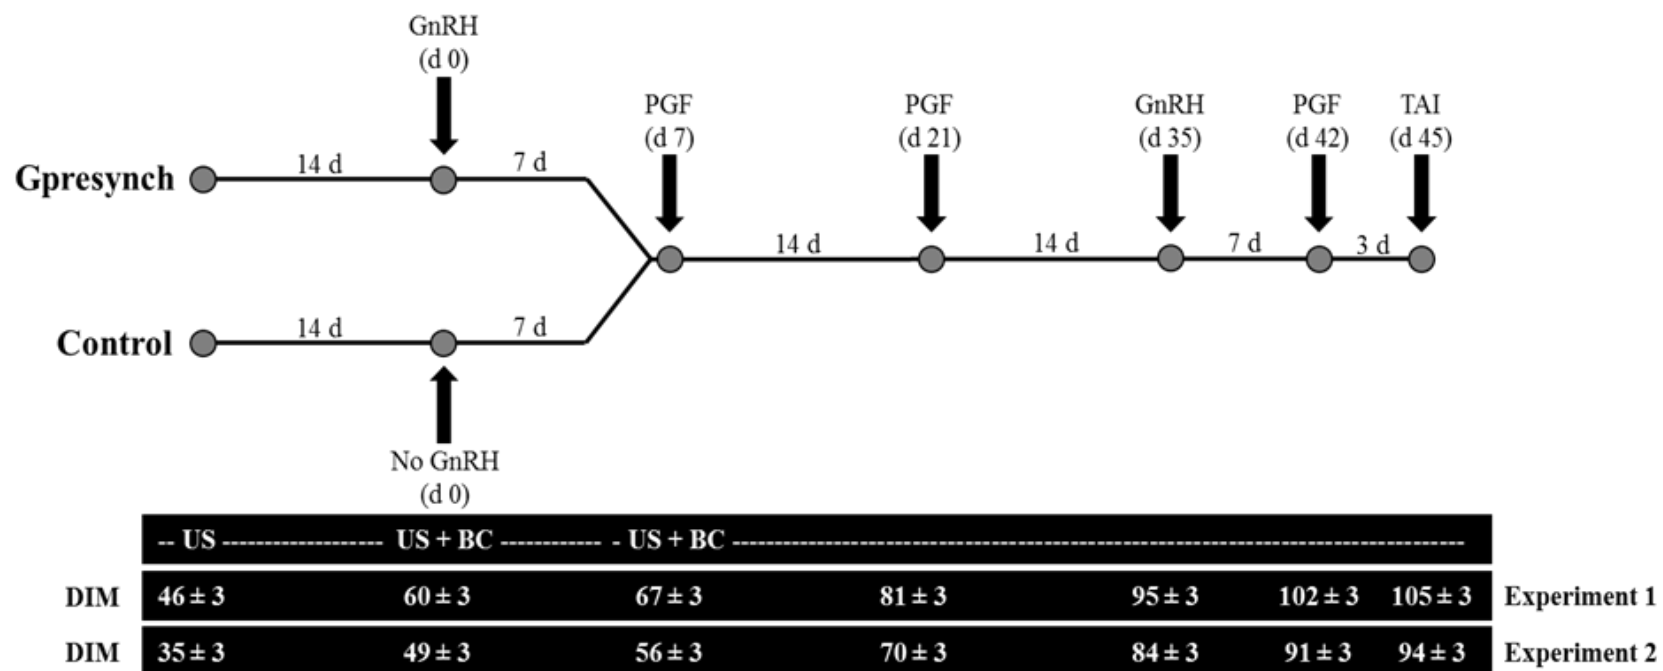 GnRH
(d 0)
PGF
(d 7)
PGF
(d 21)
GnRH
(d 35)
PGF
(d 42)
TAI
(d 45)
Gpresynch
14 d
7 d
14 d
14 d
7 d
3 d
Control
14 d
7 d
No GnRH
(d 0)
-- US ------------------- US + BC ------------ - US + BC -------------------------------------------------------------------------
DIM 46 ± 3 60 ± 3 67 ± 3 81 ± 3 95 ± 3 102 ± 3 105 ± 3 Experiment 1
DIM 35 ± 3 49 ± 3 56 ± 3 70 ± 3 84 ± 3 91 ± 3 94 ± 3 Experiment 2